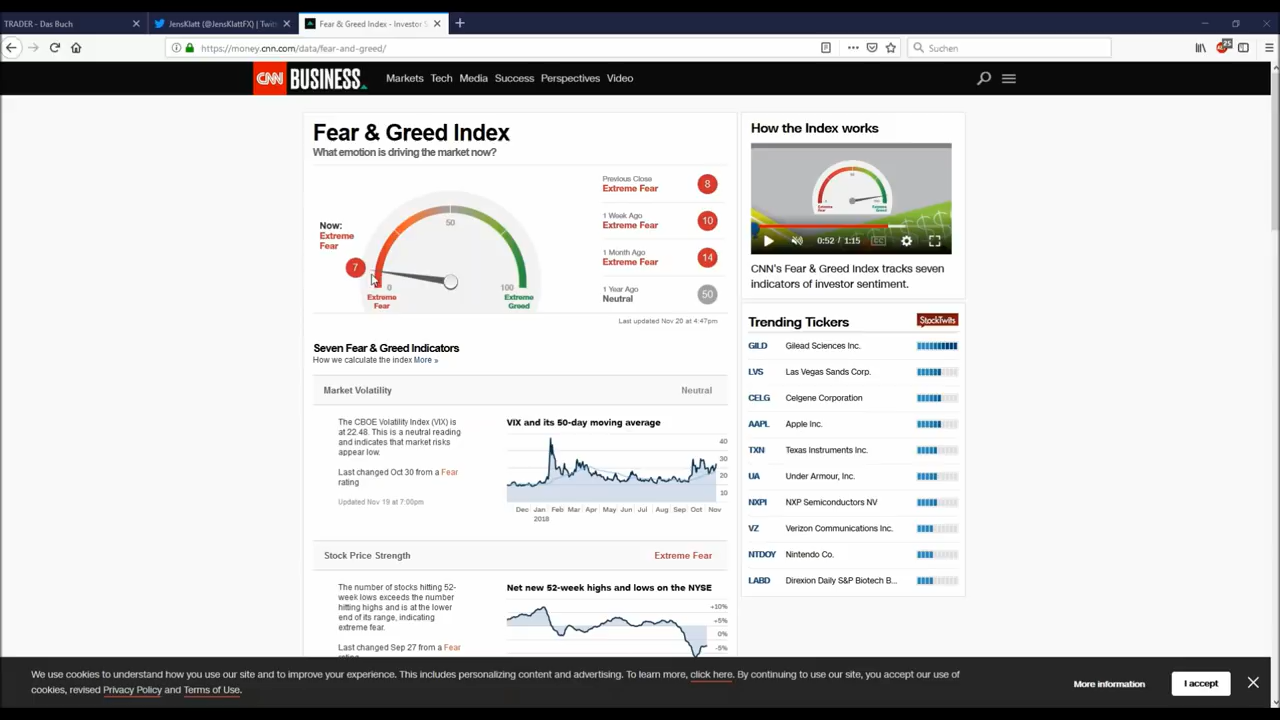 TRADER - Das Buch
JensKlatt (@JensKlattFX) | Twit
Fear & Greed Index - Investor S
https://money.cnn.com/data/fear-and-greed/
Suchen
CNN BUSINESS
Markets Tech Media Success Perspectives Video
Fear & Greed Index
What emotion is driving the market now?
Now:
Extreme
Fear
7
0
50
100
Extreme
Fear
Extreme
Greed
Previous Close
Extreme Fear
8
1 Week Ago
Extreme Fear
10
1 Month Ago
Extreme Fear
14
1 Year Ago
Neutral
50
Last updated Nov 20 at 4:47pm
Seven Fear & Greed Indicators
How we calculate the index More »
Market Volatility
Neutral
The CBOE Volatility Index (VIX) is
at 22.48. This is a neutral reading
and indicates that market risks
appear low.
Last changed Oct 30 from a Fear
rating
Updated Nov 19 at 7:00pm
VIX and its 50-day moving average
40
30
20
10
Dec Jan Feb Mar Apr May Jun Jul Aug Sep Oct Nov
2018
Stock Price Strength
Extreme Fear
The number of stocks hitting 52-
week lows exceeds the number
hitting highs and is at the lower
end of its range, indicating
extreme fear.
Last changed Sep 27 from a Fear
Net new 52-week highs and lows on the NYSE
+10%
+5%
0%
-5%
How the Index works
0:52 / 1:15
CNN's Fear & Greed Index tracks seven
indicators of investor sentiment.
Trending Tickers
StockTwits
GILD Gilead Sciences Inc.
LVS Las Vegas Sands Corp.
CELG Celgene Corporation
AAPL Apple Inc.
TXN Texas Instruments Inc.
UA Under Armour, Inc.
NXPI NXP Semiconductors NV
VZ Verizon Communications Inc.
NTDOY Nintendo Co.
LABD Direxion Daily S&P Biotech B...
We use cookies to understand how you use our site and to improve your experience. This includes personalizing content and advertising. To learn more, click here. By continuing to use our site, you accept our use of
cookies, revised Privacy Policy and Terms of Use.
More information
I accept